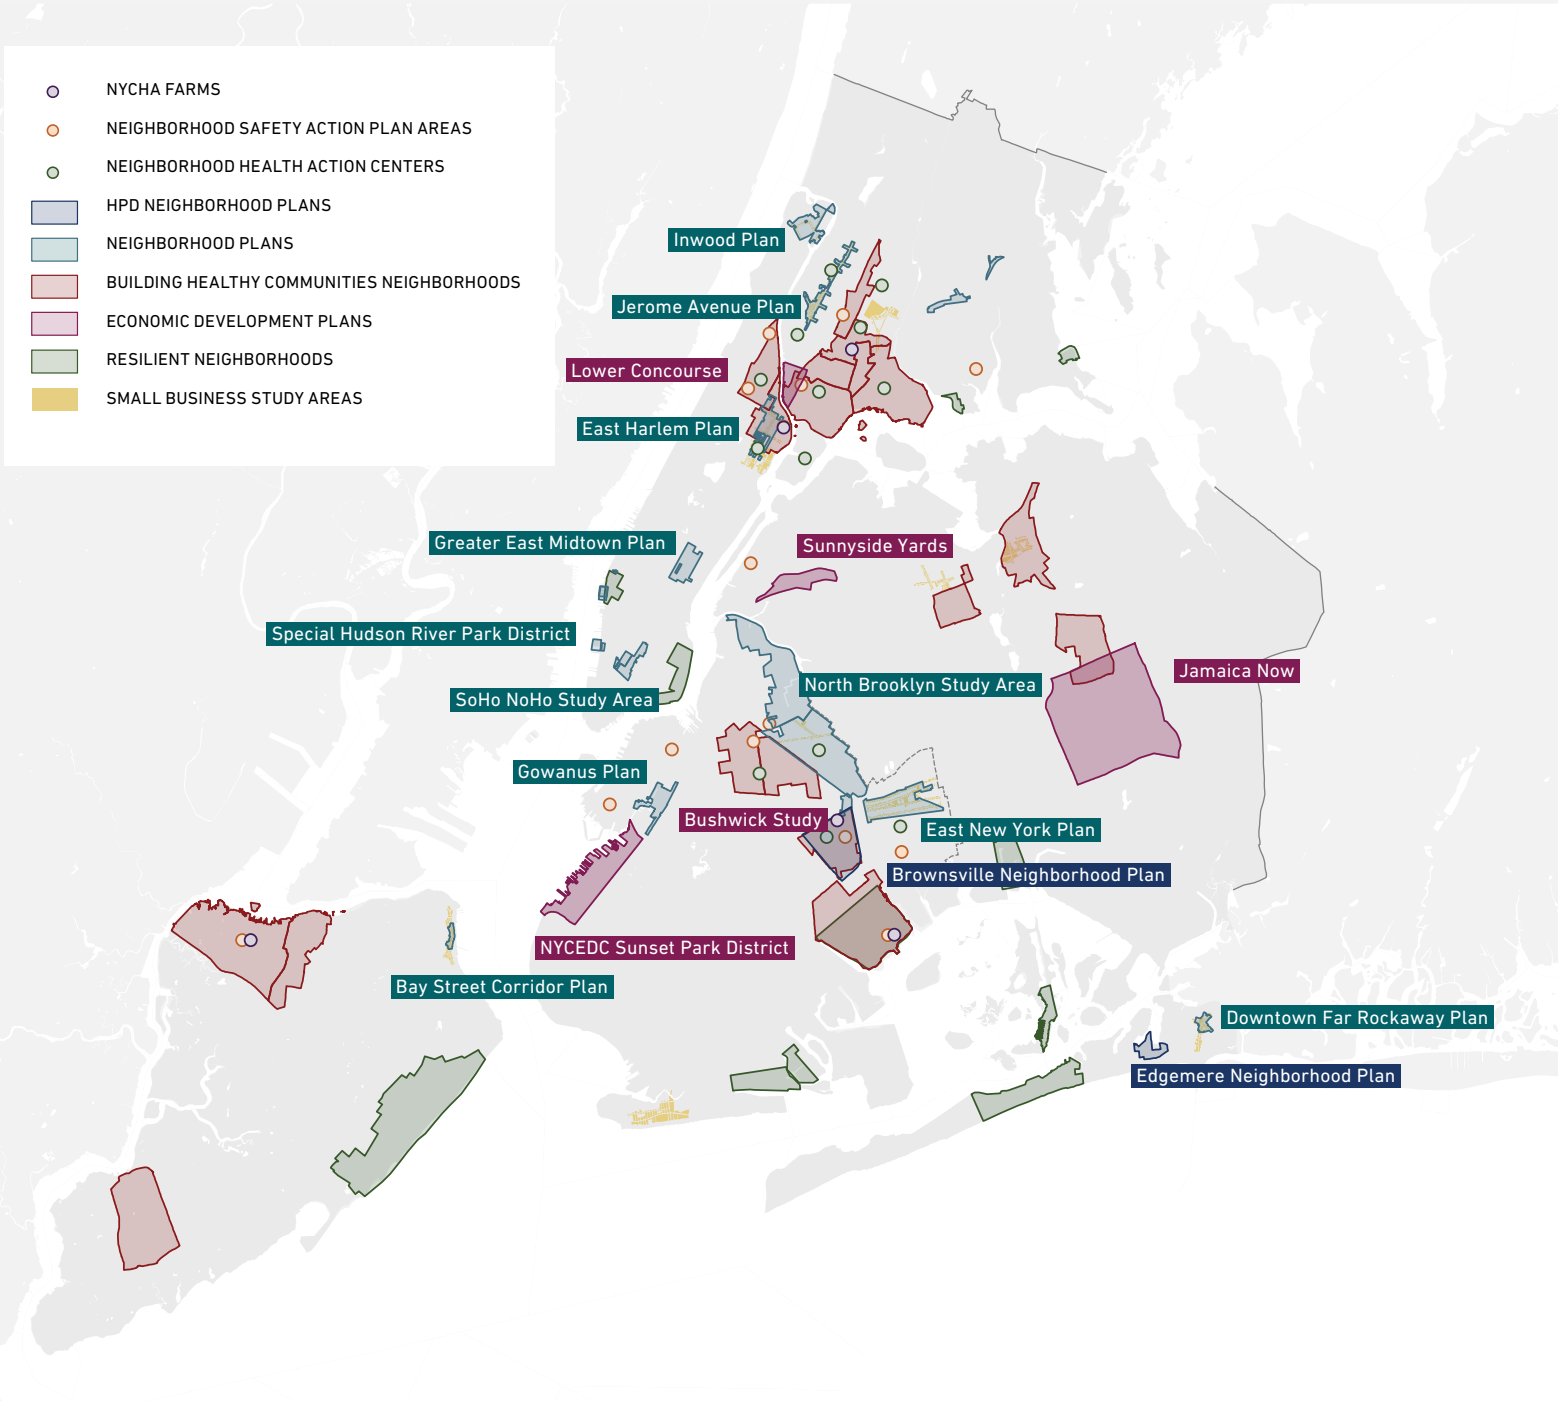 NYCHA FARMS
NEIGHBORHOOD SAFETY ACTION PLAN AREAS
NEIGHBORHOOD HEALTH ACTION CENTERS
HPD NEIGHBORHOOD PLANS
NEIGHBORHOOD PLANS
BUILDING HEALTHY COMMUNITIES NEIGHBORHOODS
ECONOMIC DEVELOPMENT PLANS
RESILIENT NEIGHBORHOODS
SMALL BUSINESS STUDY AREAS
Inwood Plan
Jerome Avenue Plan
Lower Concourse
East Harlem Plan
Greater East Midtown Plan
Sunnyside Yards
Special Hudson River Park District
Jamaica Now
North Brooklyn Study Area
SoHo NoHo Study Area
Gowanus Plan
Bushwick Study
East New York Plan
Brownsville Neighborhood Plan
NYCEDC Sunset Park District
Bay Street Corridor Plan
Downtown Far Rockaway Plan
Edgemere Neighborhood Plan